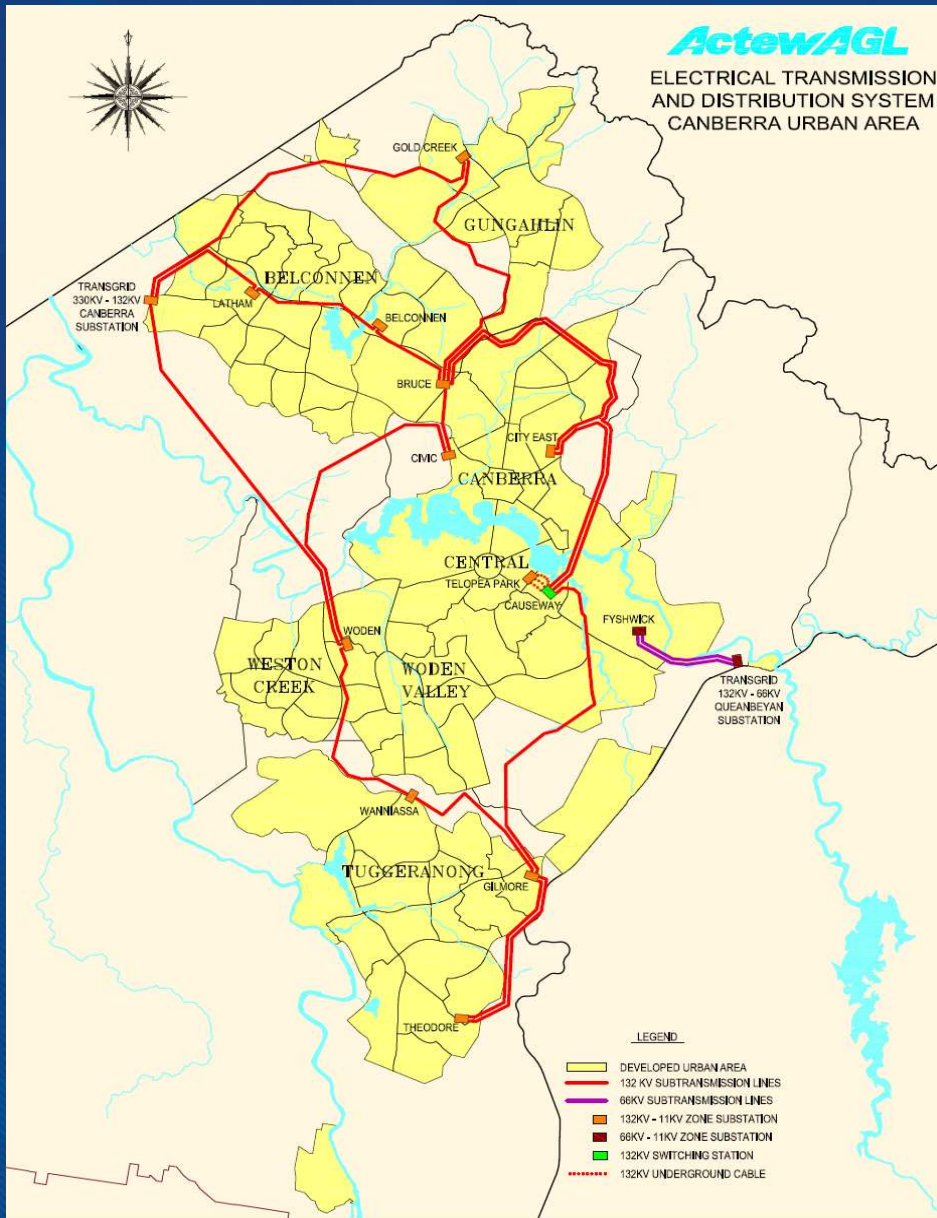 ActewAGL
ELECTRICAL TRANSMISSION
AND DISTRIBUTION SYSTEM
CANBERRA URBAN AREA
GOLD CREEK
GUNGAHLIN
BELCONNEN
TRANSGRID
330KV - 132KV
CANBERRA
SUBSTATION
LATHAM
BELCONNEN
BRUCE
CITY EAST
CIVIC
CANBERRA
CENTRAL
TELOPEA PARK
CAUSEWAY
FYSHWICK
WODEN
WESTON
CREEK
WODEN
VALLEY
TRANSGRID
132KV - 66KV
QUEANBEYAN
SUBSTATION
WANNIASSA
TUGGERANONG
GILMORE
THEODORE
LEGEND
DEVELOPED URBAN AREA
132 KV SUBTRANSMISSION LINES
66KV SUBTRANSMISSION LINES
132KV - 11KV ZONE SUBSTATION
66KV - 11KV ZONE SUBSTATION
132KV SWITCHING STATION
132KV UNDERGROUND CABLE